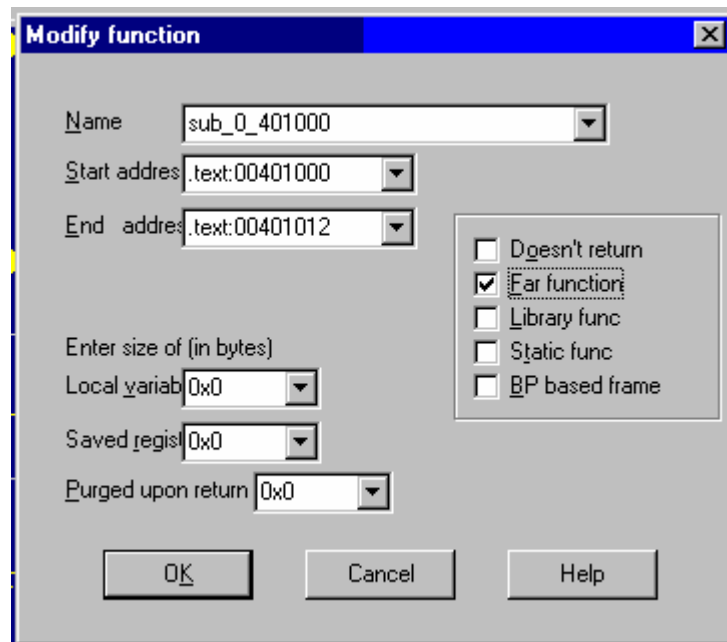 Modify function
Name sub_0_401000
Start addres .text:00401000
End addres .text:00401012
Doesn't return
Far function
Library func
Static func
BP based frame
Enter size of (in bytes)
Local variab 0x0
Saved regist 0x0
Purged upon return 0x0
OK Cancel Help